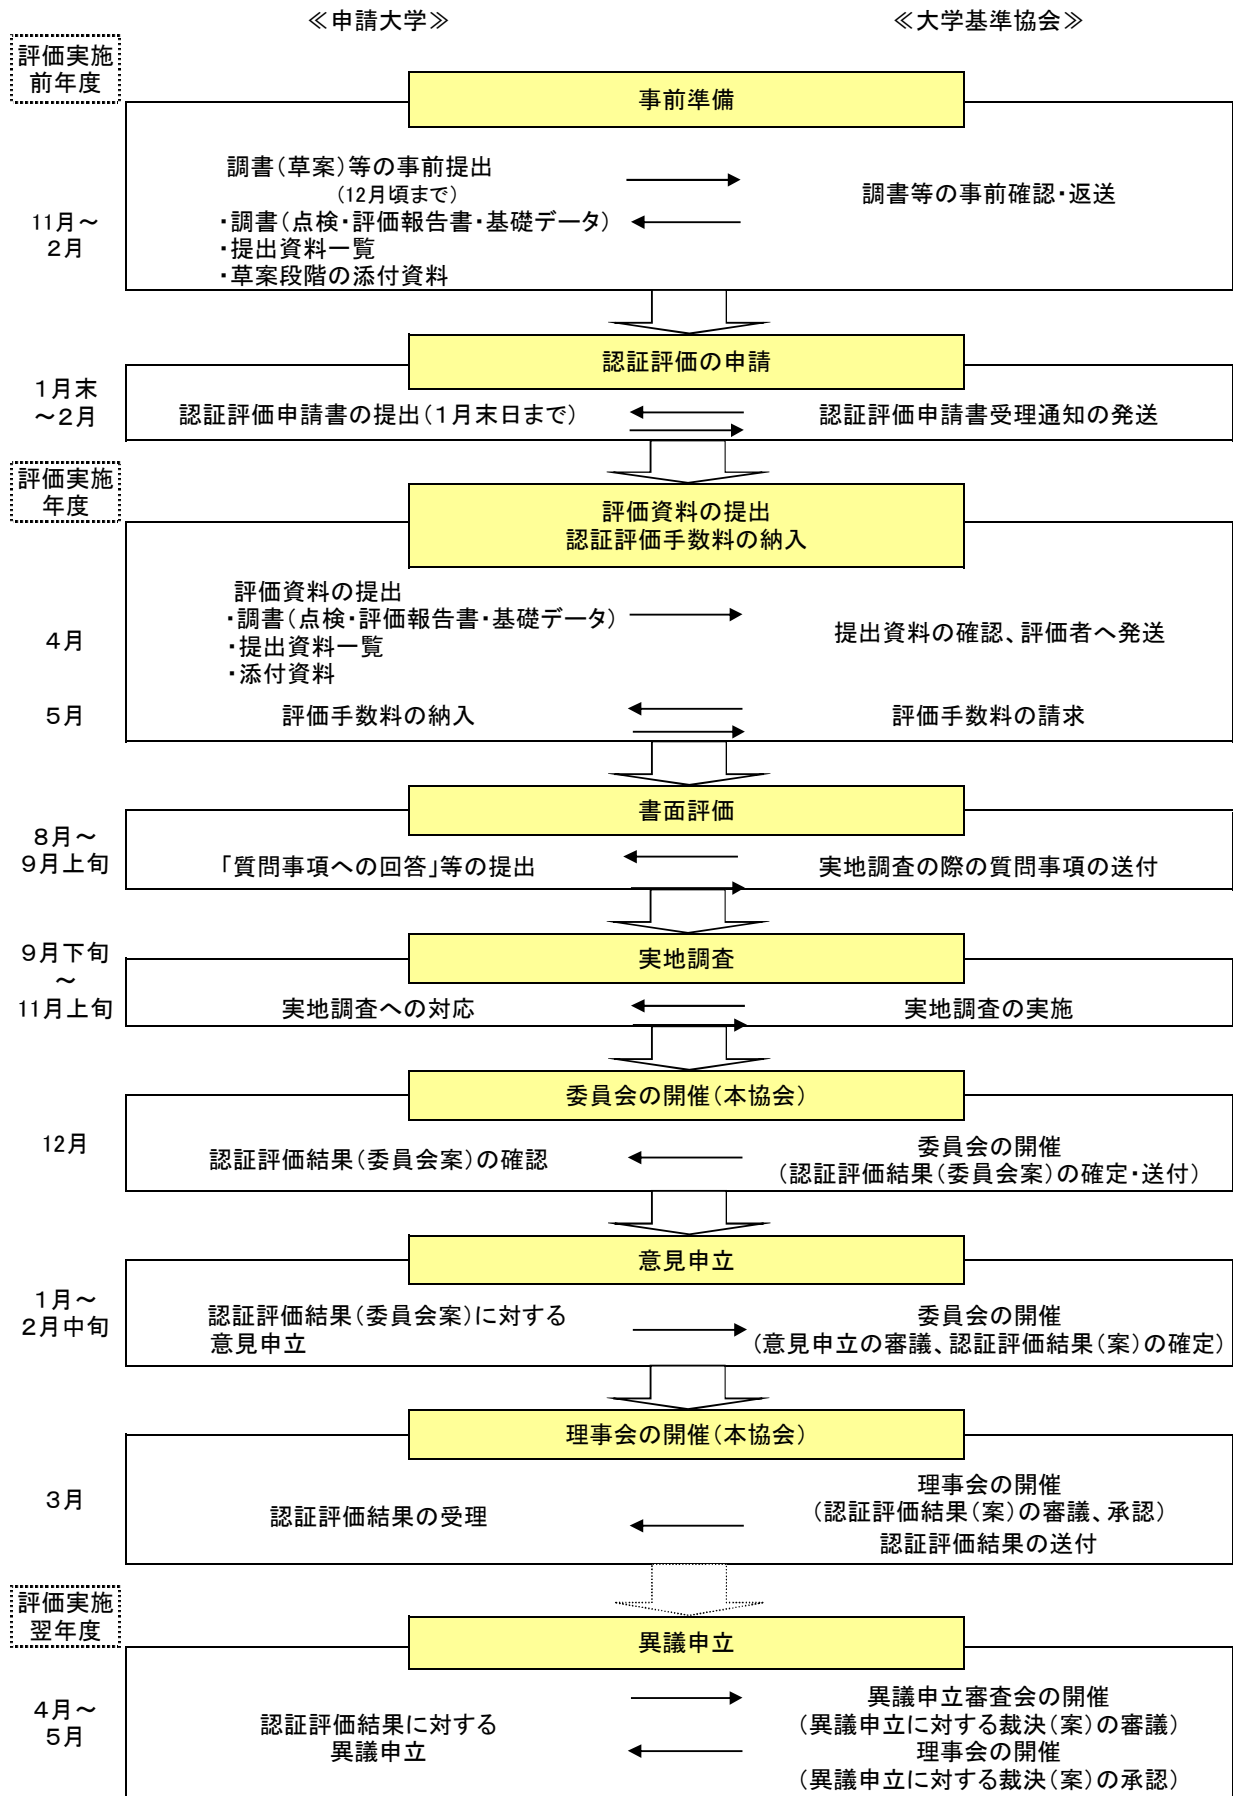 ≪申請大学≫
≪大学基準協会≫
評価実施
前年度
事前準備
11月～
２月
調書（草案）等の事前提出
（12月頃まで）
・調書（点検・評価報告書・基礎データ）
・提出資料一覧
・草案段階の添付資料
調書等の事前確認・返送
認証評価の申請
１月末
～２月
認証評価申請書の提出（１月末日まで）
認証評価申請書受理通知の発送
評価実施
年度
評価資料の提出
認証評価手数料の納入
４月
評価資料の提出
・調書（点検・評価報告書・基礎データ）
・提出資料一覧
・添付資料
提出資料の確認、評価者へ発送
５月
評価手数料の納入
評価手数料の請求
書面評価
８月～
９月上旬
「質問事項への回答」等の提出
実地調査の際の質問事項の送付
実地調査
９月下旬
～
11月上旬
実地調査への対応
実地調査の実施
委員会の開催（本協会）
12月
認証評価結果（委員会案）の確認
委員会の開催
（認証評価結果（委員会案）の確定・送付）
意見申立
１月～
２月中旬
認証評価結果（委員会案）に対する
意見申立
委員会の開催
（意見申立の審議、認証評価結果（案）の確定）
理事会の開催（本協会）
３月
認証評価結果の受理
理事会の開催
（認証評価結果（案）の審議、承認）
認証評価結果の送付
評価実施
翌年度
異議申立
４月～
５月
認証評価結果に対する
異議申立
異議申立審査会の開催
（異議申立に対する裁決（案）の審議）
理事会の開催
（異議申立に対する裁決（案）の承認）